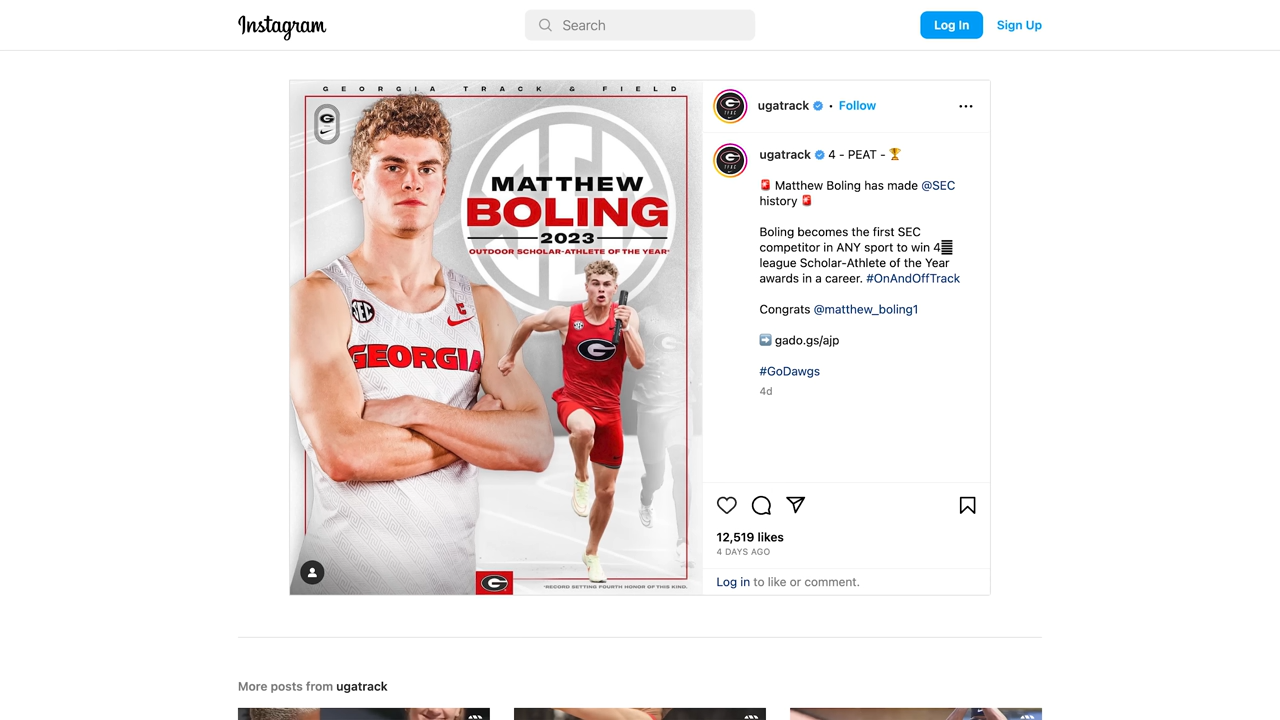 Instagram
Search
Log In
Sign Up
GEORGIA TRACK & FIELD
MATTHEW
BOLING
2023
OUTDOOR SCHOLAR-ATHLETE OF THE YEAR*
SEC
GEORGIA
*RECORD SETTING FOURTH HONOR OF THIS KIND.
ugatrack • Follow
ugatrack 4 - PEAT - 🏆
🚨 Matthew Boling has made @SEC
history 🚨
Boling becomes the first SEC
competitor in ANY sport to win 4
league Scholar-Athlete of the Year
awards in a career. #OnAndOffTrack
Congrats @matthew_boling1
➡️ gado.gs/ajp
#GoDawgs
4d
12,519 likes
4 DAYS AGO
Log in to like or comment.
More posts from ugatrack